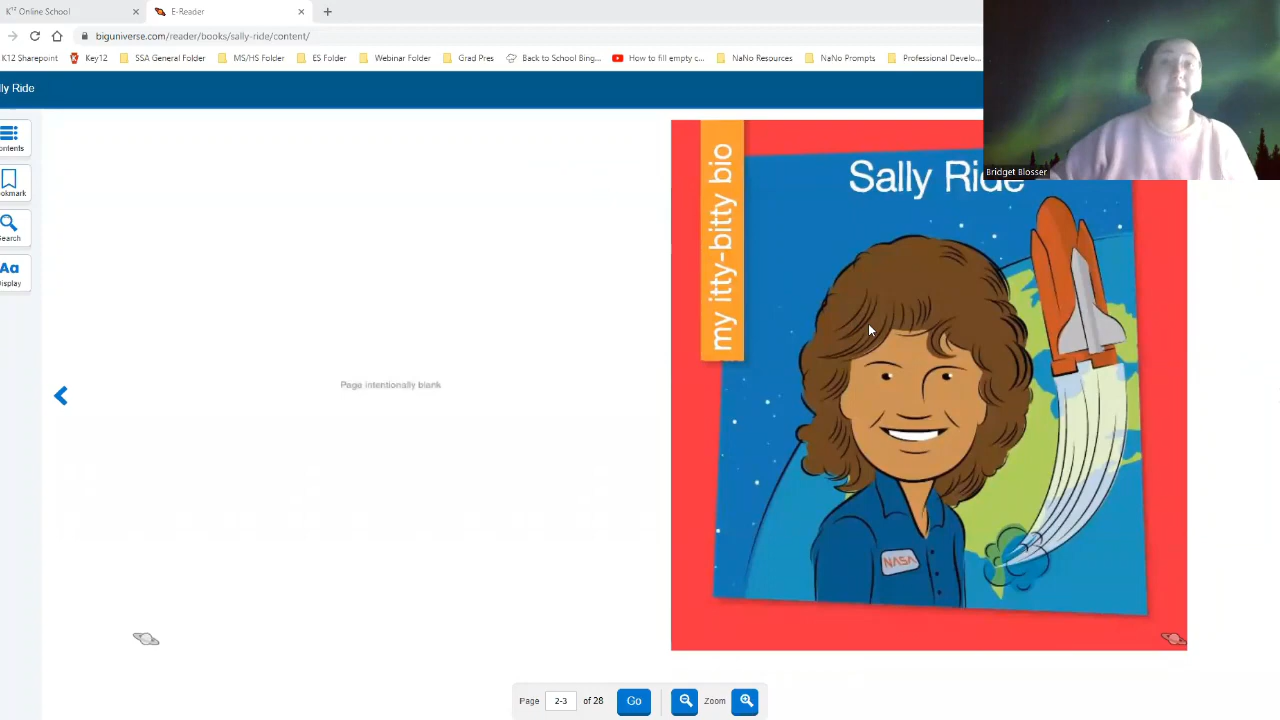 K¹² Online School
E-Reader
biguniverse.com/reader/books/sally-ride/content/
K12 Sharepoint
Key12
SSA General Folder
MS/HS Folder
ES Folder
Webinar Folder
Grad Pres
Back to School Bing...
How to fill empty c...
NaNo Resources
NaNo Prompts
Professional Develo...
lly Ride
ontents
okmark
earch
Aa
Display
Page intentionally blank
my itty-bitty bio
Sally Ride
NASA
Bridget Blosser
Page 2-3 of 28 Go Zoom